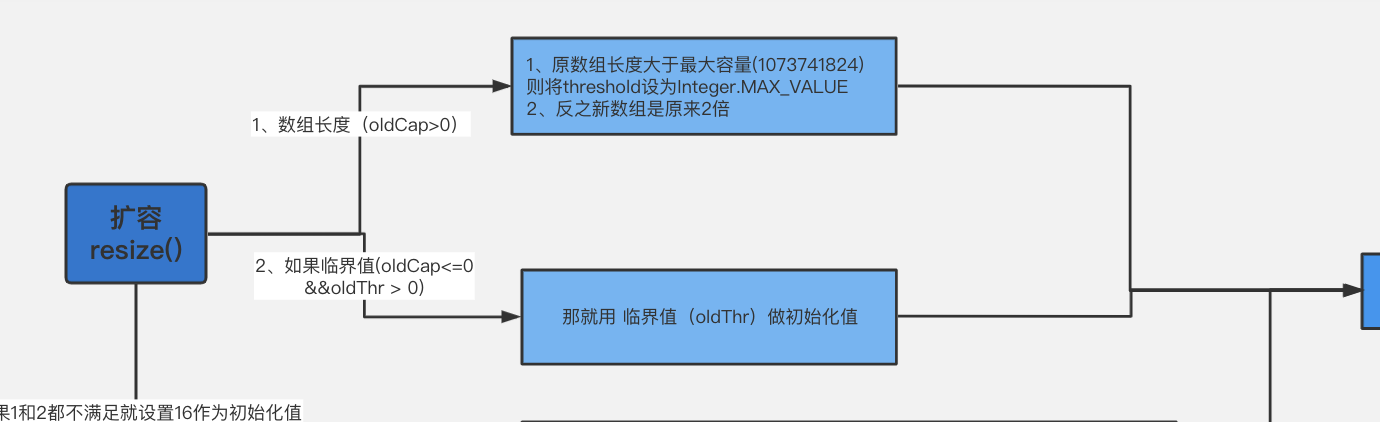 1、原数组长度大于最大容量(1073741824)
则将threshold设为Integer.MAX_VALUE
2、反之新数组是原来2倍
1、数组长度（oldCap>0）
扩容
resize()
2、如果临界值(oldCap<=0
&&oldThr > 0)
那就用 临界值（oldThr）做初始化值
果1和2都不满足就设置16作为初始化值